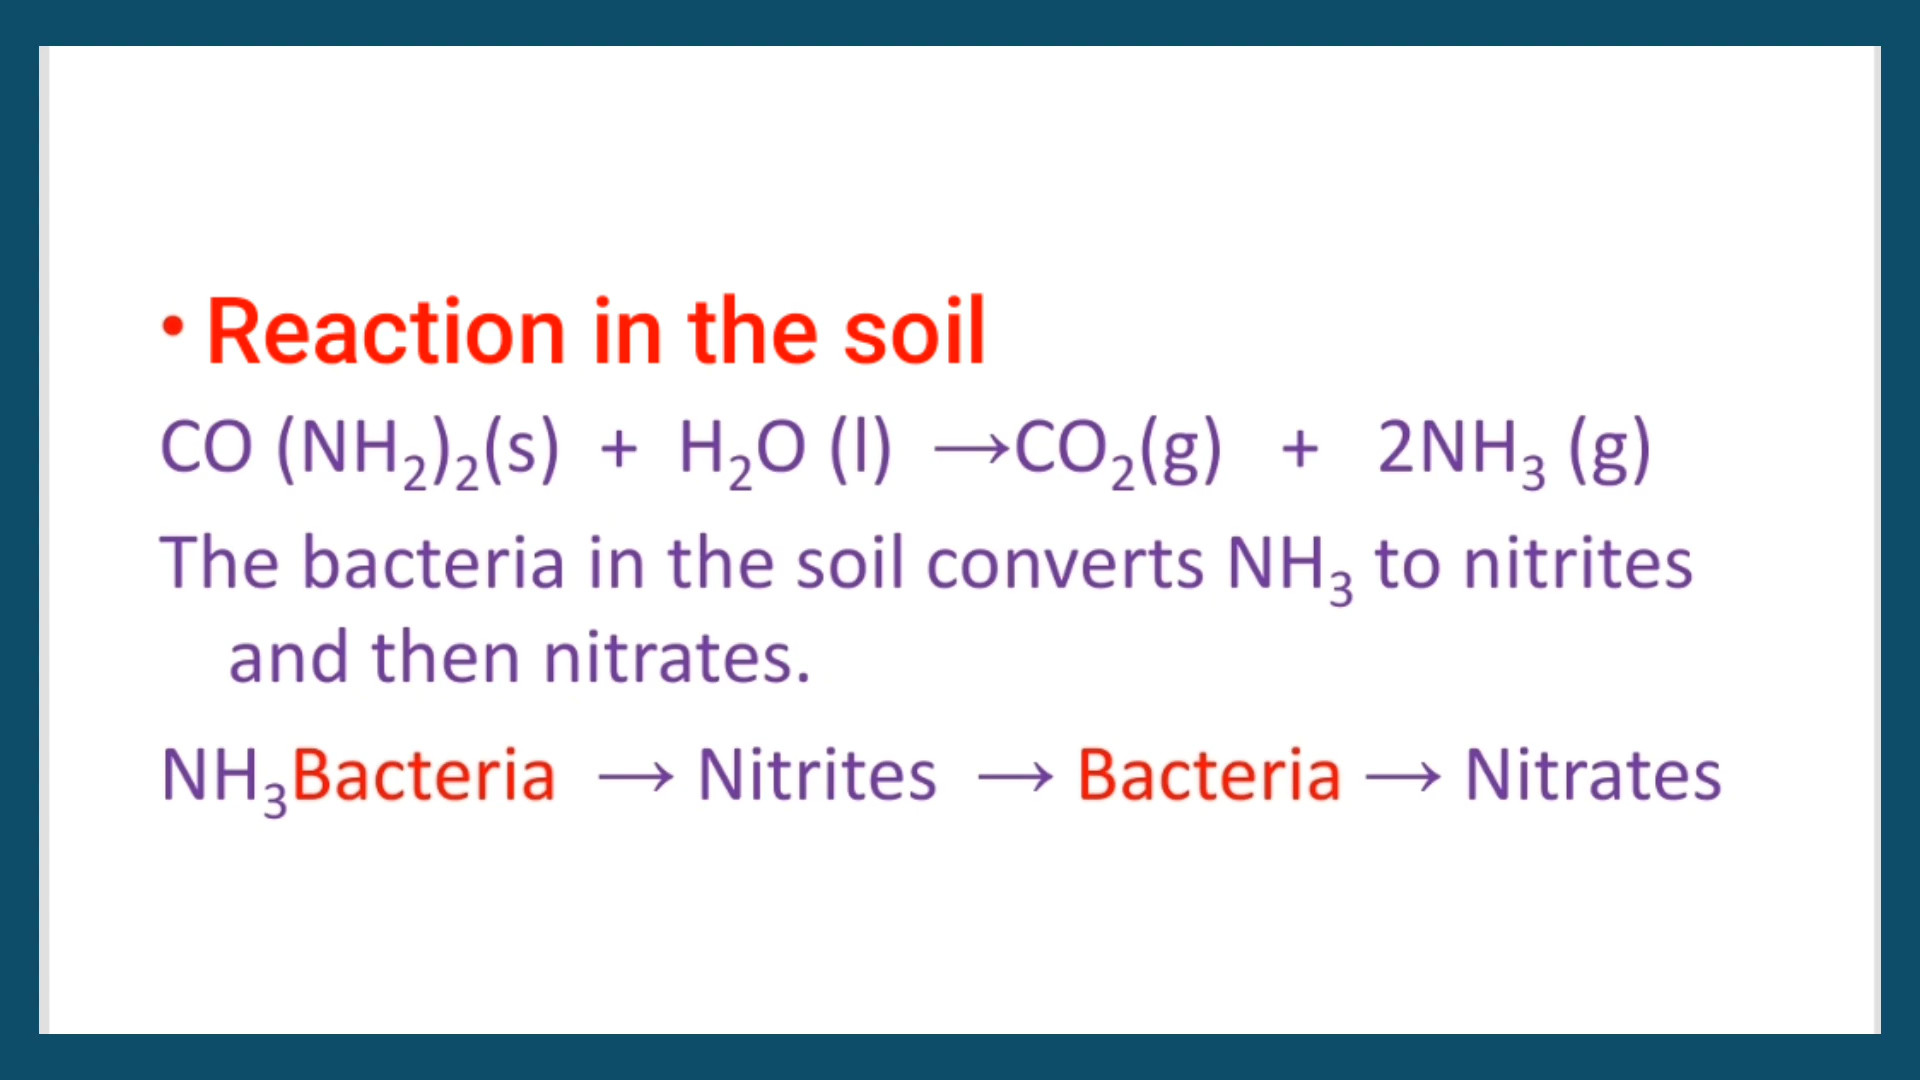 • Reaction in the soil
CO (NH₂)₂(s) + H₂O (l) →CO₂(g) + 2NH₃ (g)
The bacteria in the soil converts NH₃ to nitrites
and then nitrates.
NH₃Bacteria → Nitrites → Bacteria → Nitrates